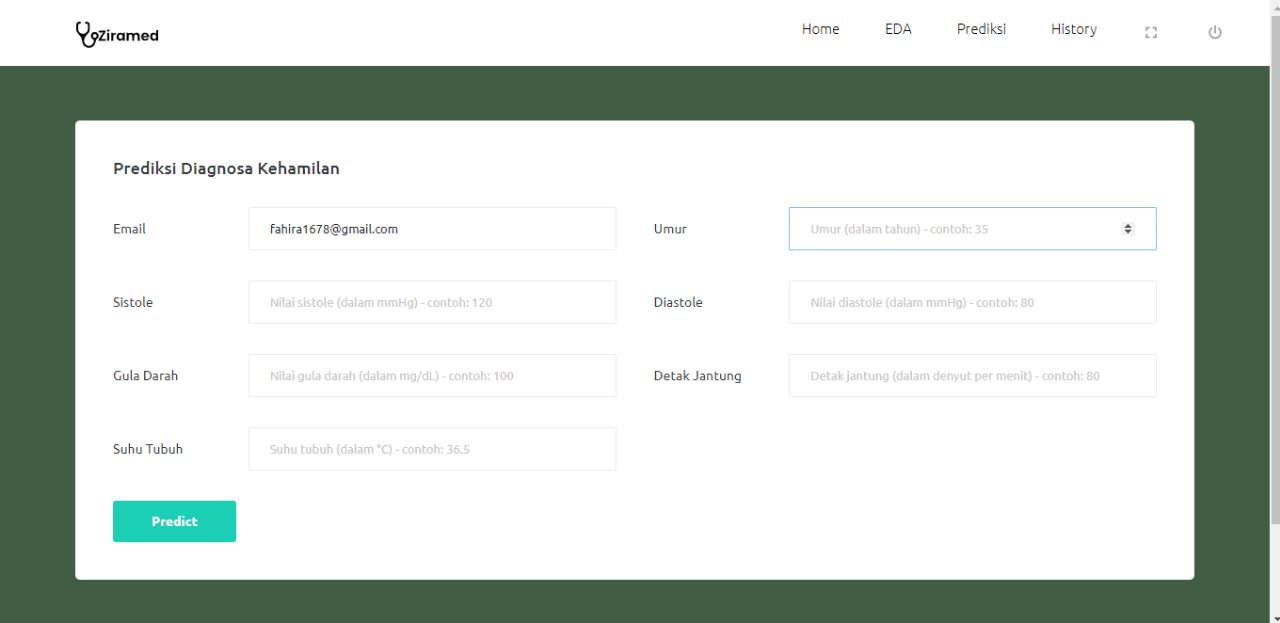 Ziramed
Home EDA Prediksi History
Prediksi Diagnosa Kehamilan
Email fahira1678@gmail.com Umur Umur (dalam tahun) - contoh: 35
Sistole Nilai sistole (dalam mmHg) - contoh: 120 Diastole Nilai diastole (dalam mmHg) - contoh: 80
Gula Darah Nilai gula darah (dalam mg/dL) - contoh: 100 Detak Jantung Detak jantung (dalam denyut per menit) - contoh: 80
Suhu Tubuh Suhu tubuh (dalam °C) - contoh: 36.5
Predict